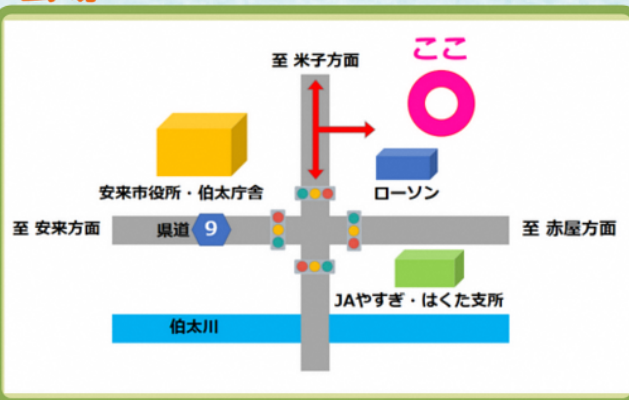 至 米子方面
ここ
安来市役所・伯太庁舎
ローソン
至 安来方面
県道 9
至 赤屋方面
JAやすぎ・はくた支所
伯太川